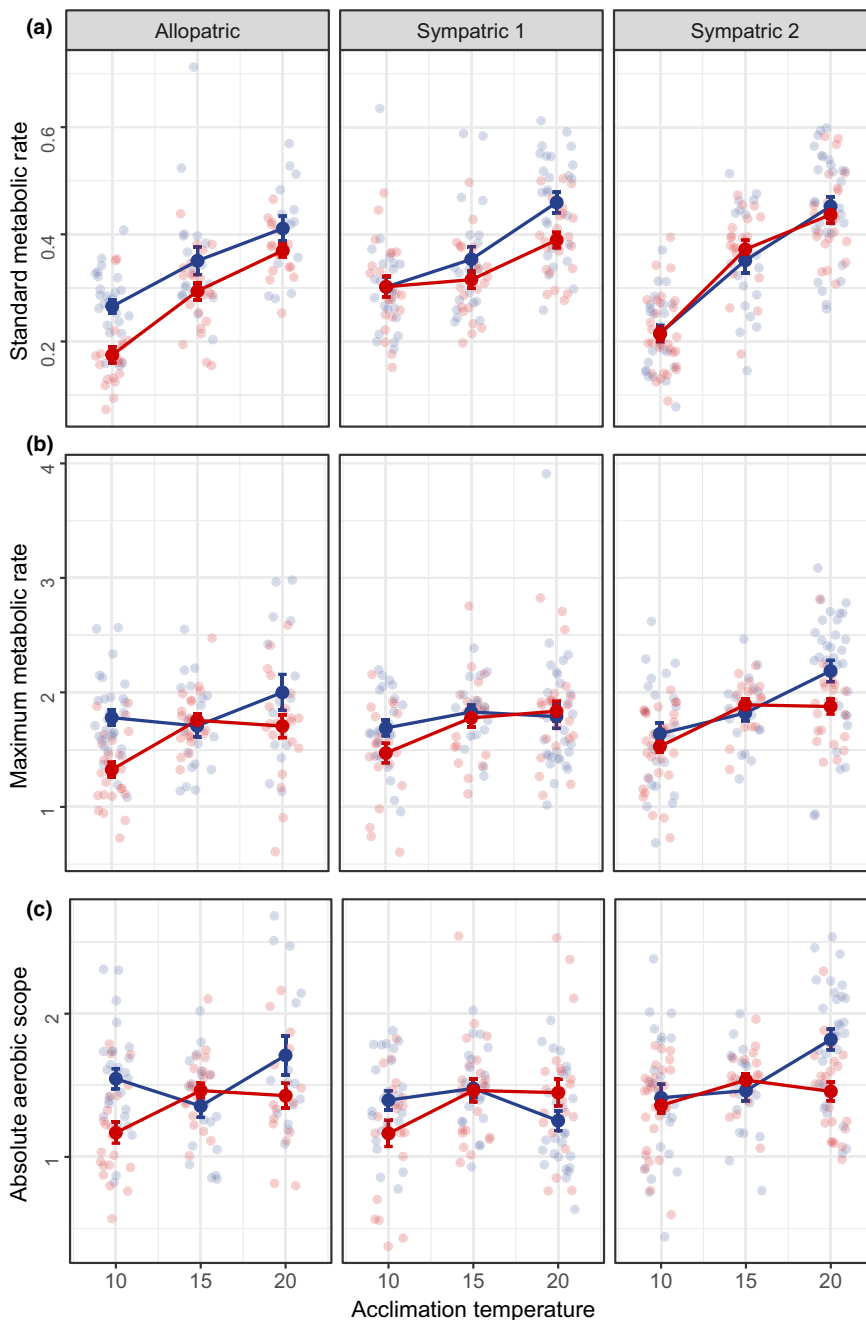 (a)
Allopatric
Sympatric 1
Sympatric 2
Standard metabolic rate
0.6
0.4
0.2
(b)
Maximum metabolic rate
4
3
2
1
(c)
Absolute aerobic scope
2
1
10 15 20
10 15 20
10 15 20
Acclimation temperature